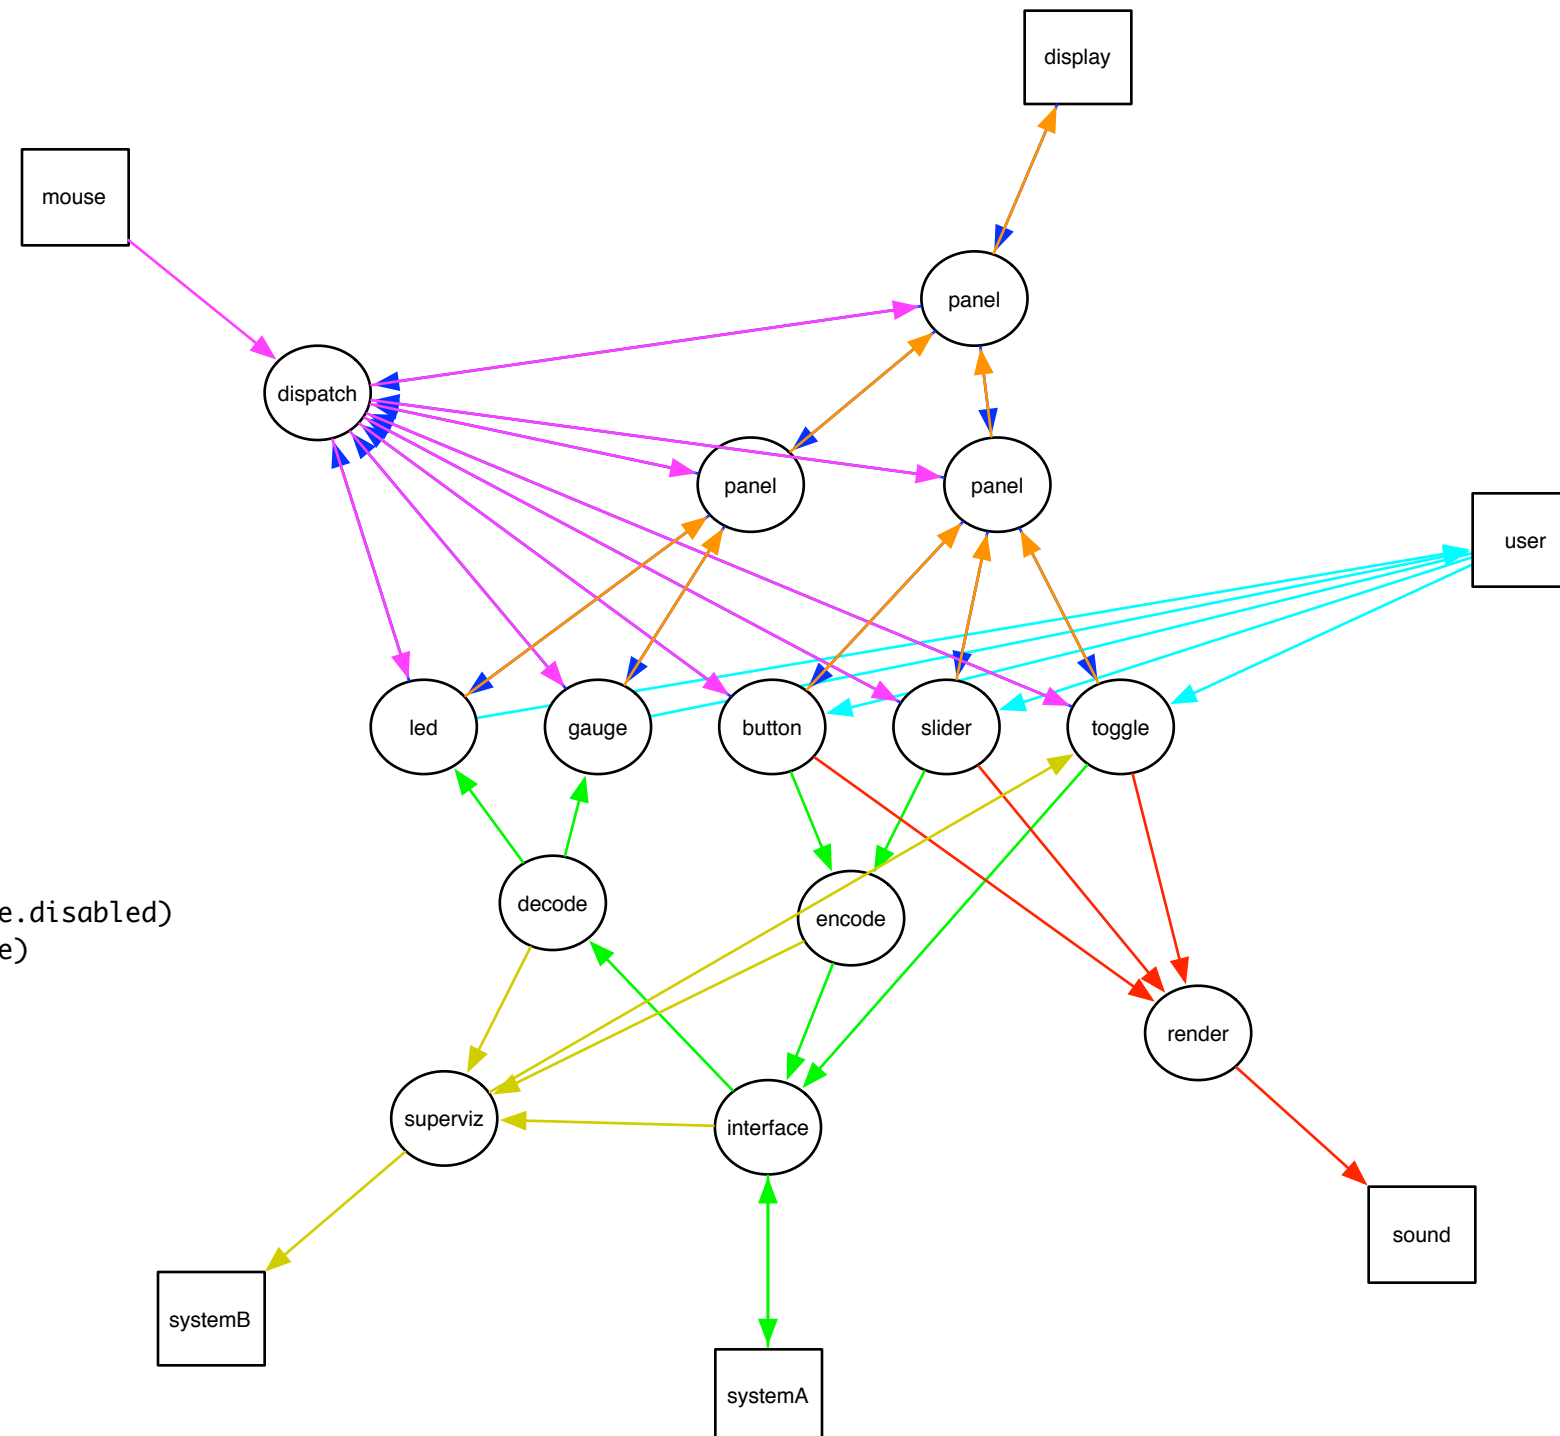 display
mouse
panel
dispatch
panel
panel
user
led
gauge
button
slider
toggle
decode
encode
e.disabled)
e)
render
superviz
interface
sound
systemB
systemA